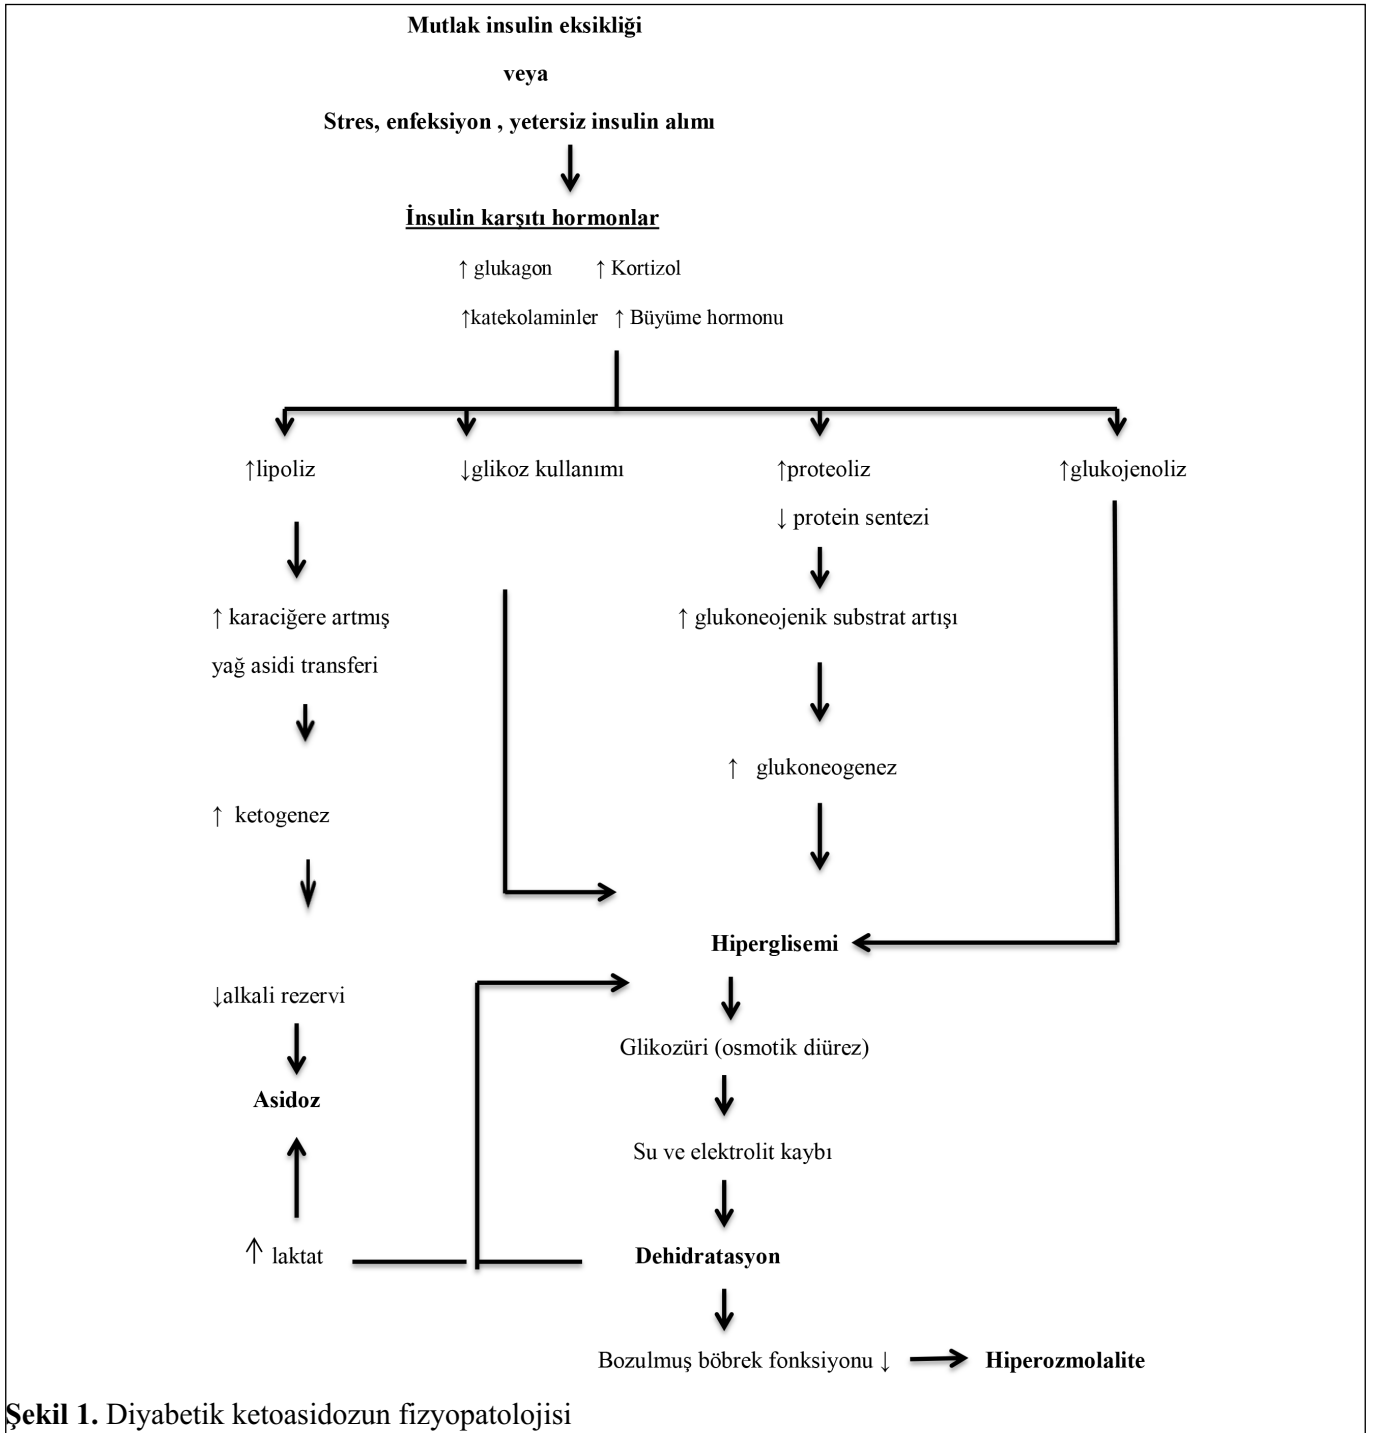 Mutlak insulin eksikliği
veya
Stres, enfeksiyon , yetersiz insulin alımı
İnsulin karşıtı hormonlar
↑ glukagon ↑ Kortizol
↑katekolaminler ↑ Büyüme hormonu
↑lipoliz ↓glikoz kullanımı ↑proteoliz ↑glukojenoliz
↓ protein sentezi
↑ karaciğere artmış ↑ glukoneojenik substrat artışı
yağ asidi transferi
↑ glukoneogenez
↑ ketogenez
Hiperglisemi
↓alkali rezervi
Glikozüri (osmotik diürez)
Asidoz
Su ve elektrolit kaybı
↑ laktat Dehidratasyon
Bozulmuş böbrek fonksiyonu ↓ Hiperozmolalite
Şekil 1. Diyabetik ketoasidozun fizyopatolojisi